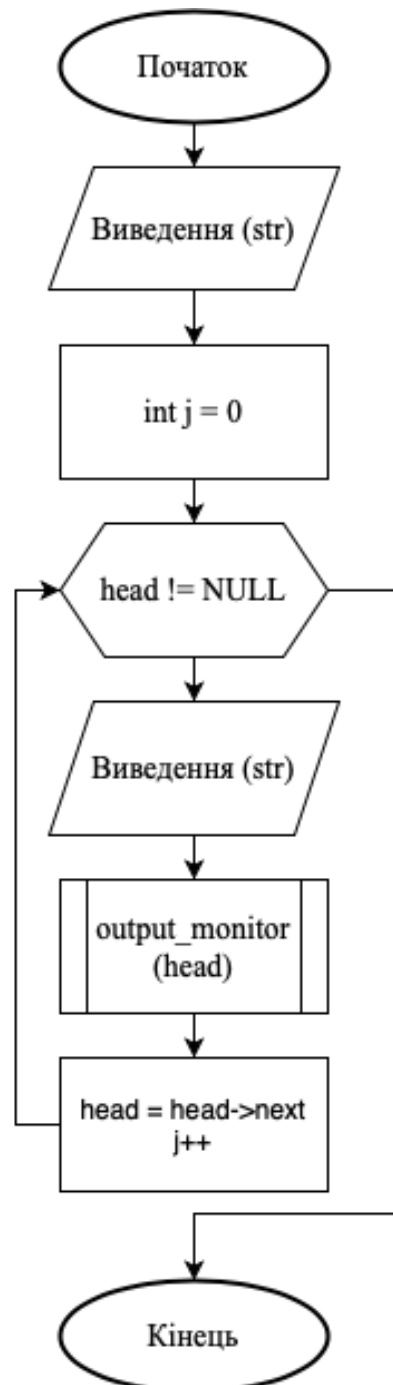 Початок
Виведення (str)
int j = 0
head != NULL
Виведення (str)
output_monitor
(head)
head = head->next
j++
Кінець